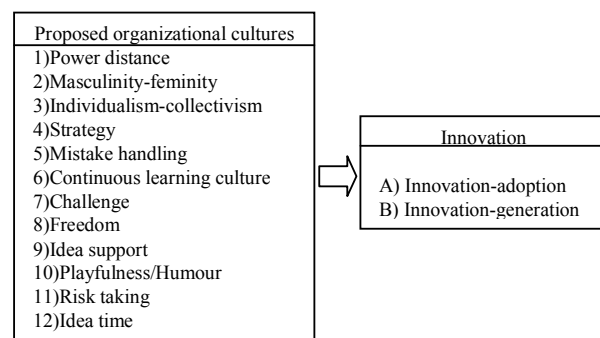 Proposed organizational cultures
1)Power distance
2)Masculinity-feminity
3)Individualism-collectivism
4)Strategy
5)Mistake handling
6)Continuous learning culture
7)Challenge
8)Freedom
9)Idea support
10)Playfulness/Humour
11)Risk taking
12)Idea time
Innovation
A) Innovation-adoption
B) Innovation-generation